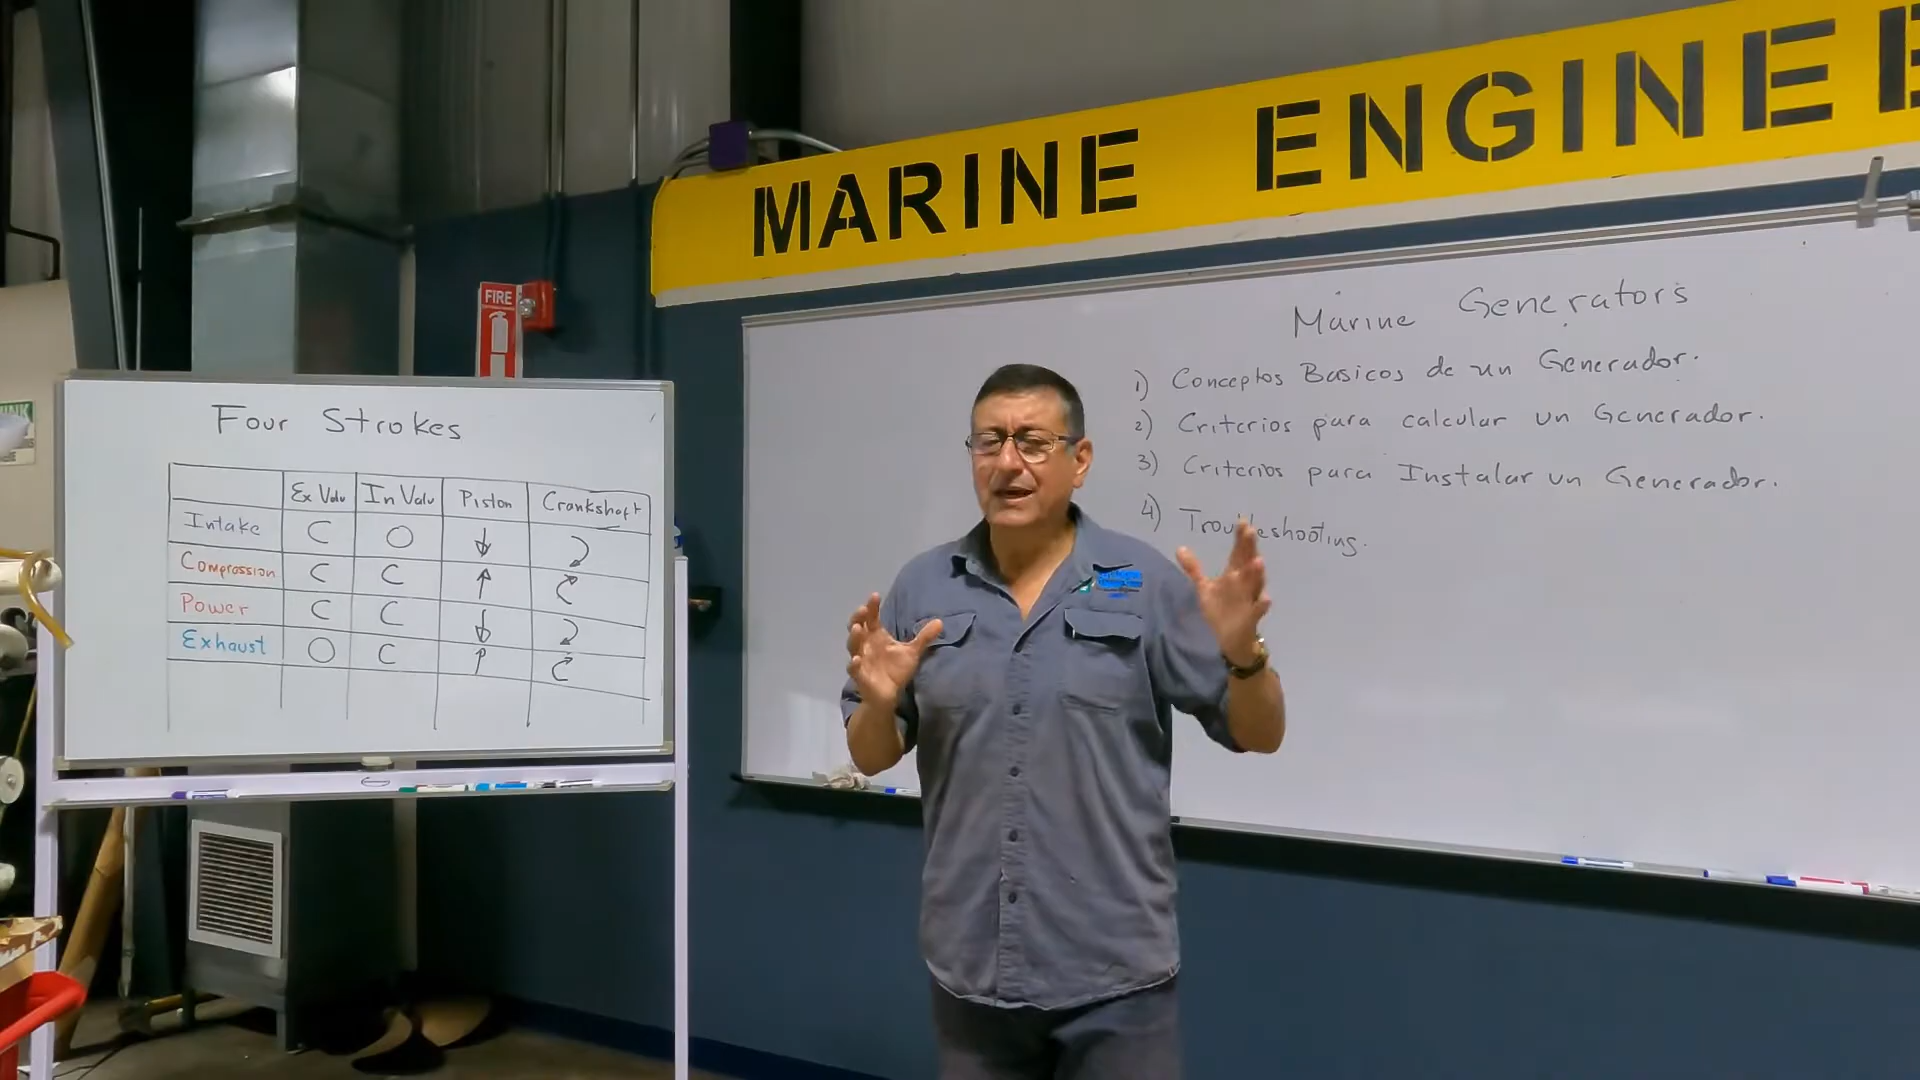 MARINE ENGINEE
FIRE
Marine Generators
1) Conceptos Basicos de un Generador.
2) Criterios para calcular un Generador.
3) Criterios para Instalar un Generador.
4) Troubleshooting.
Four Strokes
Ex Valv In Valv Piston Crankshaft
Intake C O ↓
Compression C C ↑
Power C C ↓
Exhaust O C ↑